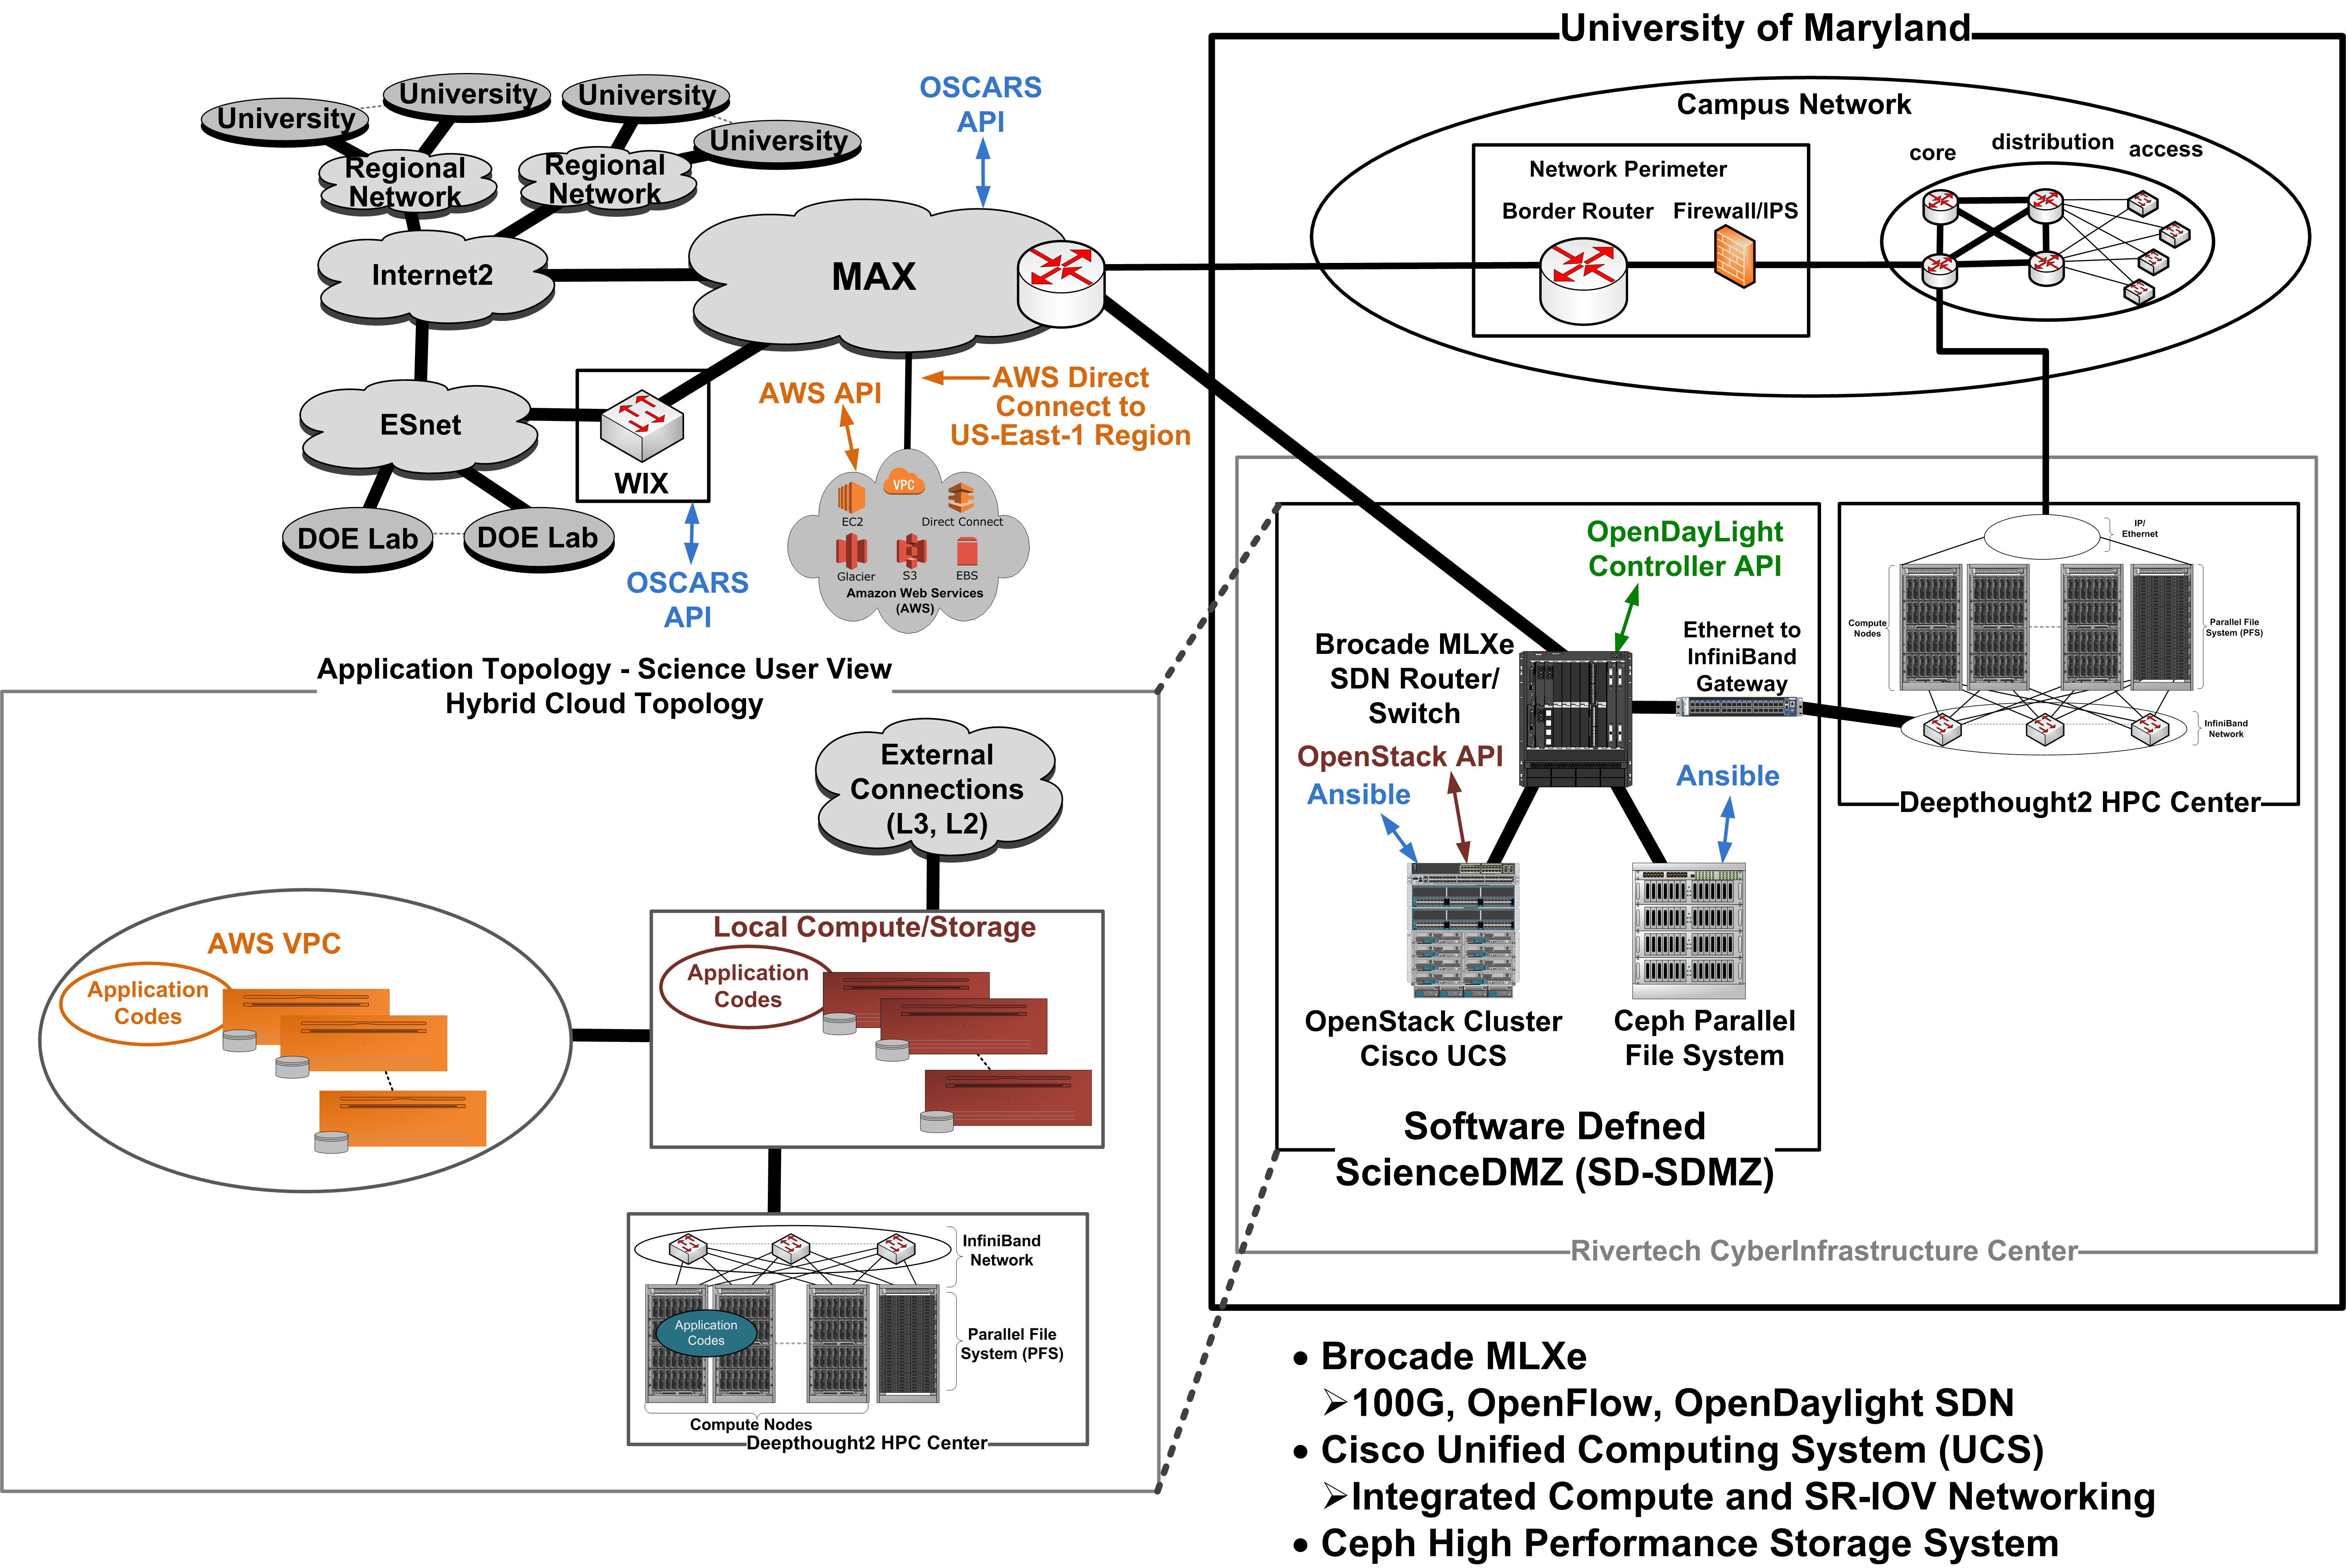 University of Maryland
Campus Network
core
distribution
access
Network Perimeter
Border Router
Firewall/IPS
University
University
University
University
Regional
Network
Regional
Network
OSCARS
API
Internet2
MAX
ESnet
WIX
DOE Lab
DOE Lab
OSCARS
API
AWS API
AWS Direct
Connect to
US-East-1 Region
VPC
EC2
Direct Connect
Glacier
S3
EBS
Amazon Web Services
(AWS)
OpenDayLight
Controller API
Brocade MLXe
SDN Router/
Switch
Ethernet to
InfiniBand
Gateway
OpenStack API
Ansible
Ansible
OpenStack Cluster
Cisco UCS
Ceph Parallel
File System
Software Defned
ScienceDMZ (SD-SDMZ)
IP/
Ethernet
Compute
Nodes
Parallel File
System (PFS)
InfiniBand
Network
Deepthought2 HPC Center
Rivertech CyberInfrastructure Center
Application Topology - Science User View
Hybrid Cloud Topology
External
Connections
(L3, L2)
AWS VPC
Application
Codes
Local Compute/Storage
Application
Codes
InfiniBand
Network
Application
Codes
Parallel File
System (PFS)
Compute Nodes
Deepthought2 HPC Center
• Brocade MLXe
➢100G, OpenFlow, OpenDaylight SDN
• Cisco Unified Computing System (UCS)
➢Integrated Compute and SR-IOV Networking
• Ceph High Performance Storage System